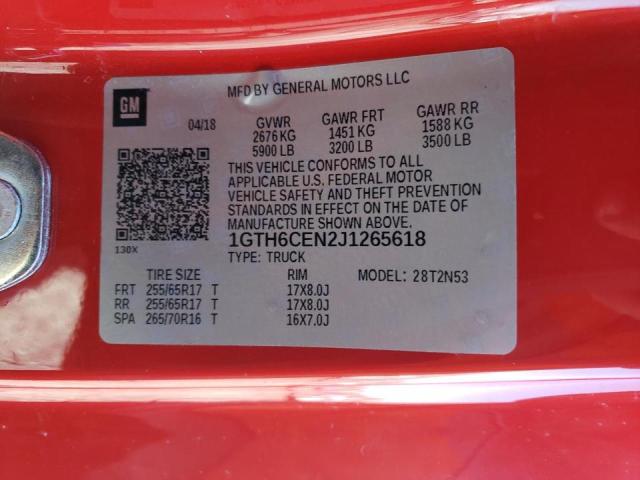 MFD BY GENERAL MOTORS LLC
GM
04/18 GVWR GAWR FRT GAWR RR
2676 KG 1451 KG 1588 KG
5900 LB 3200 LB 3500 LB
THIS VEHICLE CONFORMS TO ALL
APPLICABLE U.S. FEDERAL MOTOR
VEHICLE SAFETY AND THEFT PREVENTION
STANDARDS IN EFFECT ON THE DATE OF
MANUFACTURE SHOWN ABOVE.
130X 1GTH6CEN2J1265618
TYPE: TRUCK
TIRE SIZE RIM MODEL: 28T2N53
FRT 255/65R17 T 17X8.0J
RR 255/65R17 T 17X8.0J
SPA 265/70R16 T 16X7.0J